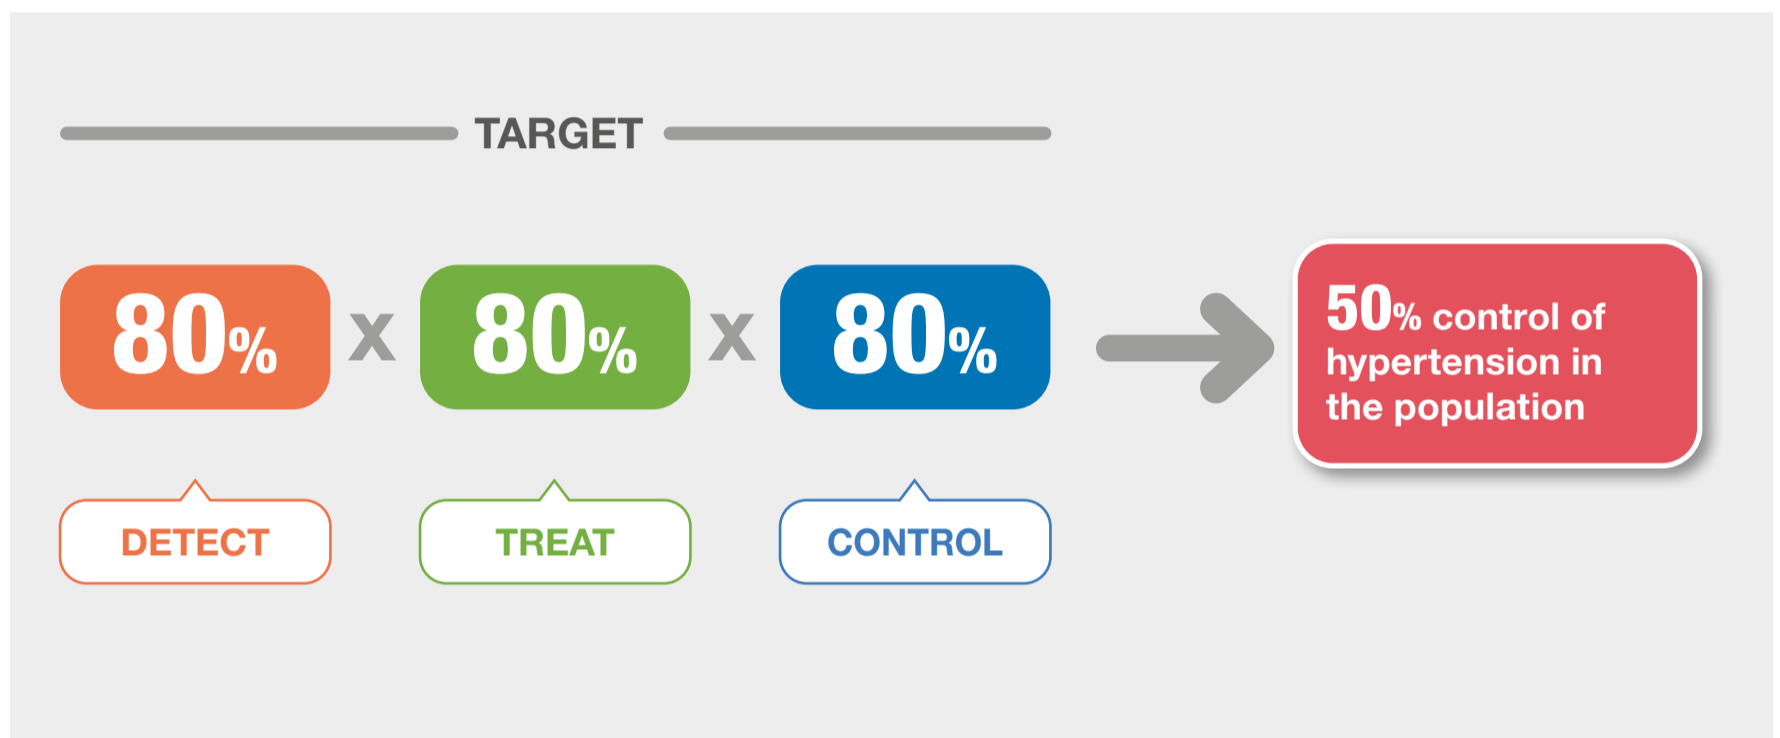 TARGET
80% x 80% x 80%
50% control of
hypertension in
the population
DETECT
TREAT
CONTROL